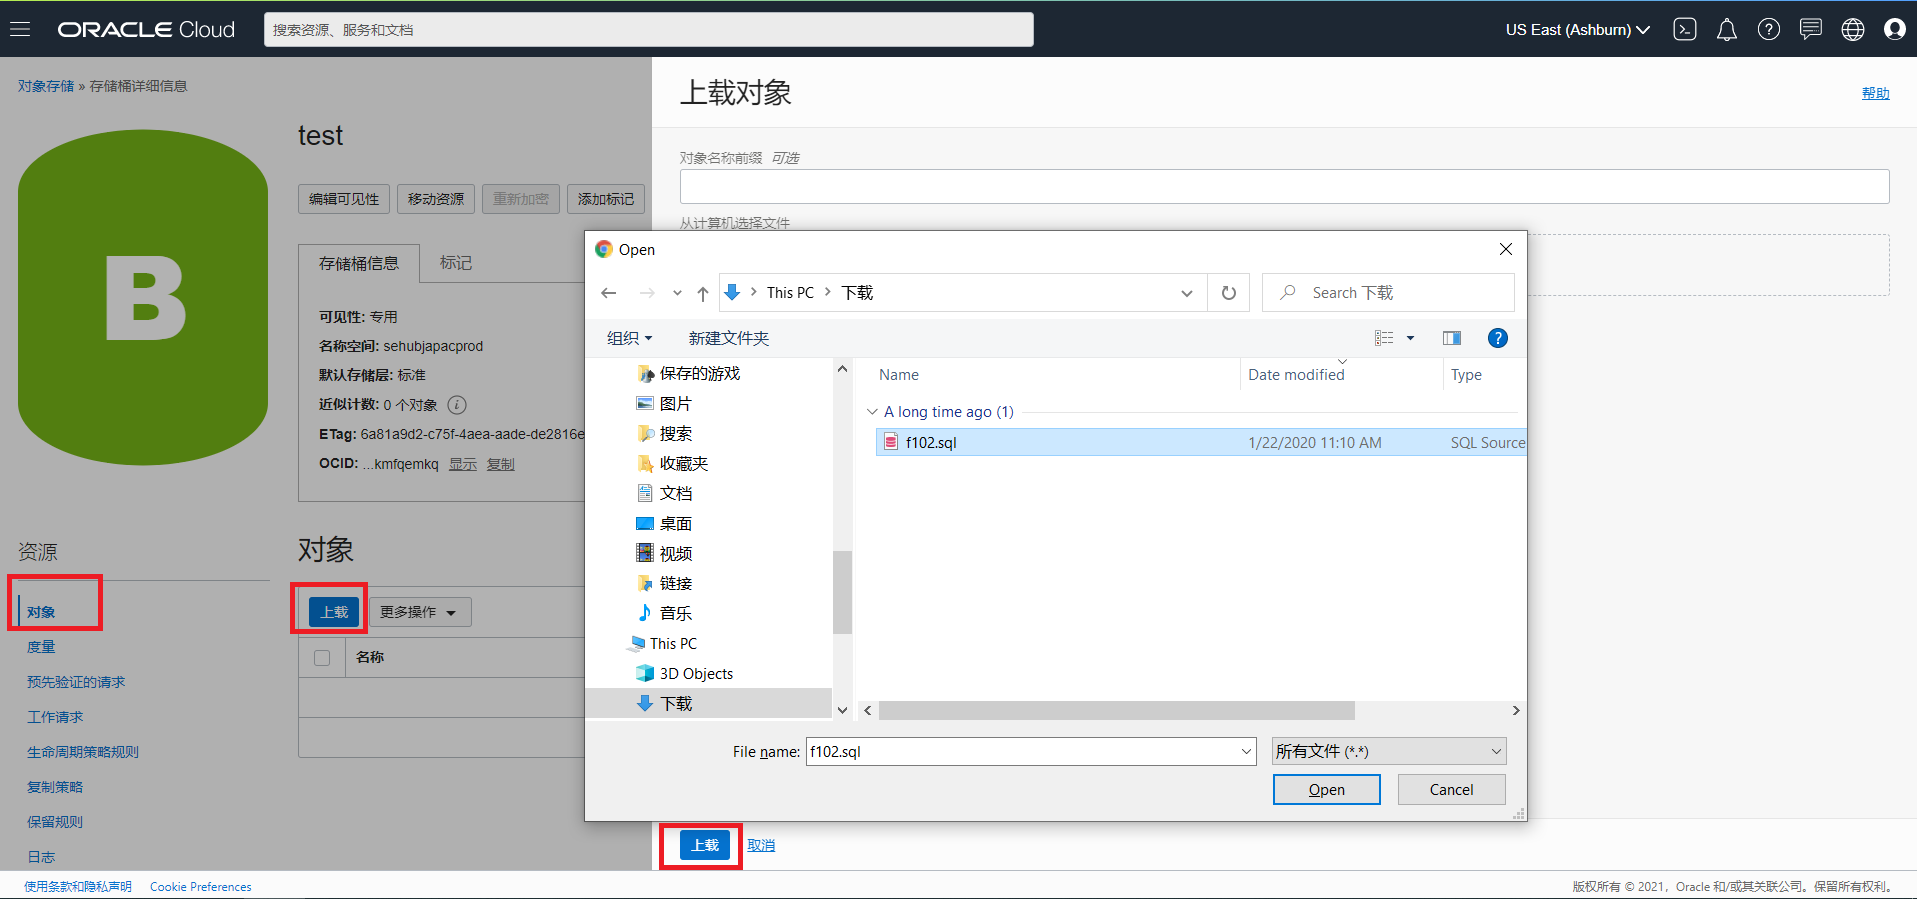 ORACLE Cloud
搜索资源、服务和文档
US East (Ashburn)
对象存储 » 存储桶详细信息
B
test
编辑可见性 移动资源 重新加密 添加标记
存储桶信息 标记
可见性: 专用
名称空间: sehubjapacprod
默认存储层: 标准
近似计数: 0 个对象
ETag: 6a81a9d2-c75f-4aea-aade-de2816e
OCID: ...kmfqemkq 显示 复制
资源
对象
度量
预先验证的请求
工作请求
生命周期策略规则
复制策略
保留规则
日志
对象
上载 更多操作
名称
上载对象
帮助
对象名称前缀 可选
从计算机选择文件
Open
This PC 下载
Search 下载
组织 新建文件夹
保存的游戏
图片
搜索
收藏夹
文档
桌面
视频
链接
音乐
This PC
3D Objects
下载
Name Date modified Type
A long time ago (1)
f102.sql 1/22/2020 11:10 AM SQL Source
File name: f102.sql 所有文件 (*.*)
Open Cancel
上载 取消
使用条款和隐私声明 Cookie Preferences
版权所有 © 2021，Oracle 和/或其关联公司。保留所有权利。